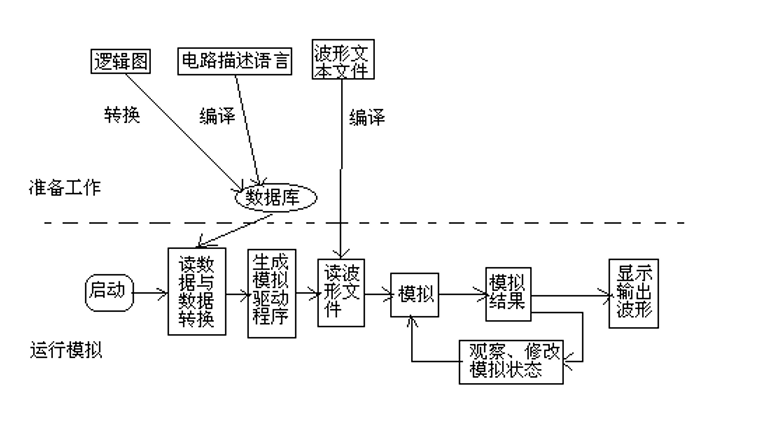 逻辑图
电路描述语言
波形文
本文件
转换
编译
编译
准备工作
数据库
启动
读数
据与
数据
转换
生成
模拟
驱动
程序
读波
形文
件
模拟
模拟
结果
显示
输出
波形
运行模拟
观察、修改
模拟状态